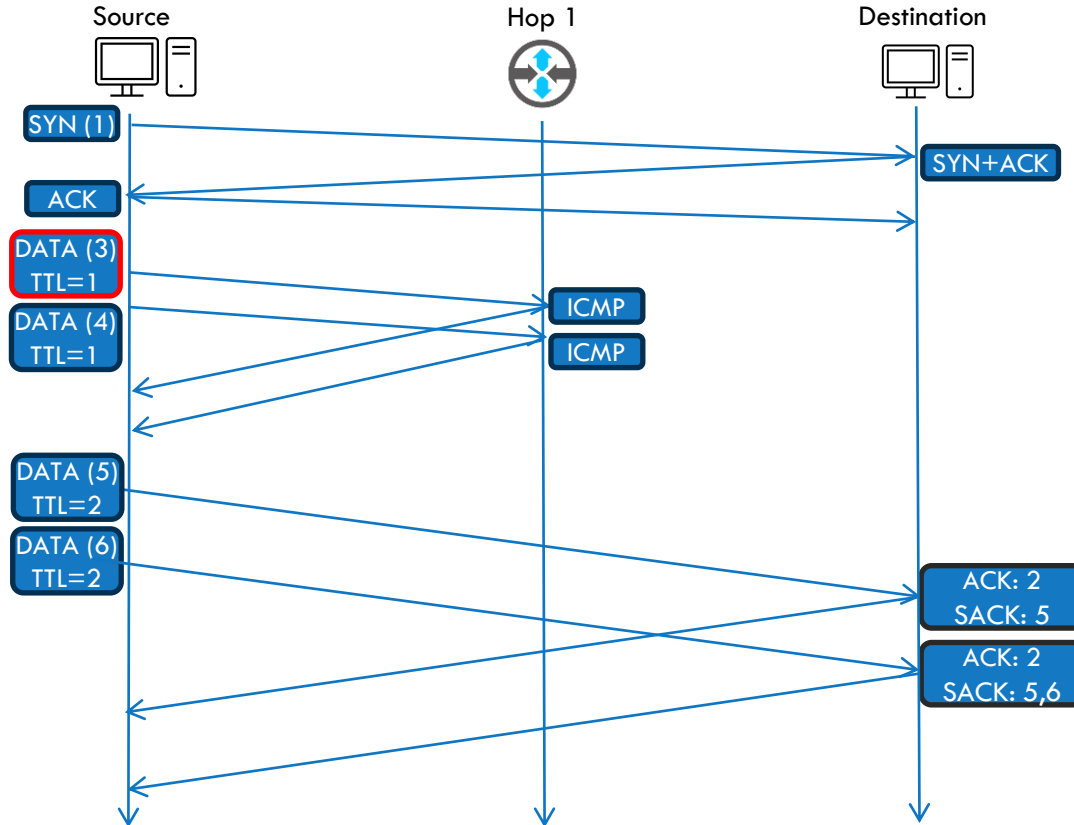 Source
Hop 1
Destination
SYN (1)
SYN+ACK
ACK
DATA (3)
TTL=1
ICMP
DATA (4)
TTL=1
ICMP
DATA (5)
TTL=2
DATA (6)
TTL=2
ACK: 2
SACK: 5
ACK: 2
SACK: 5,6